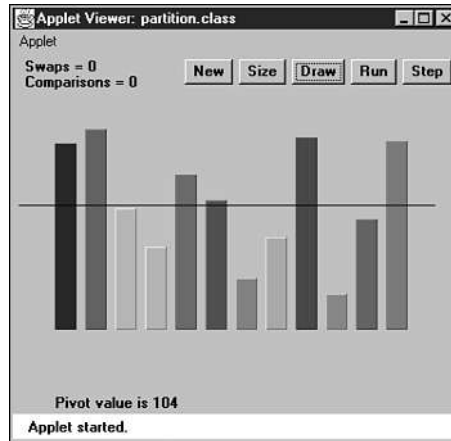 Applet Viewer: partition.class
Applet
Swaps = 0
Comparisons = 0
New Size Draw Run Step
Pivot value is 104
Applet started.